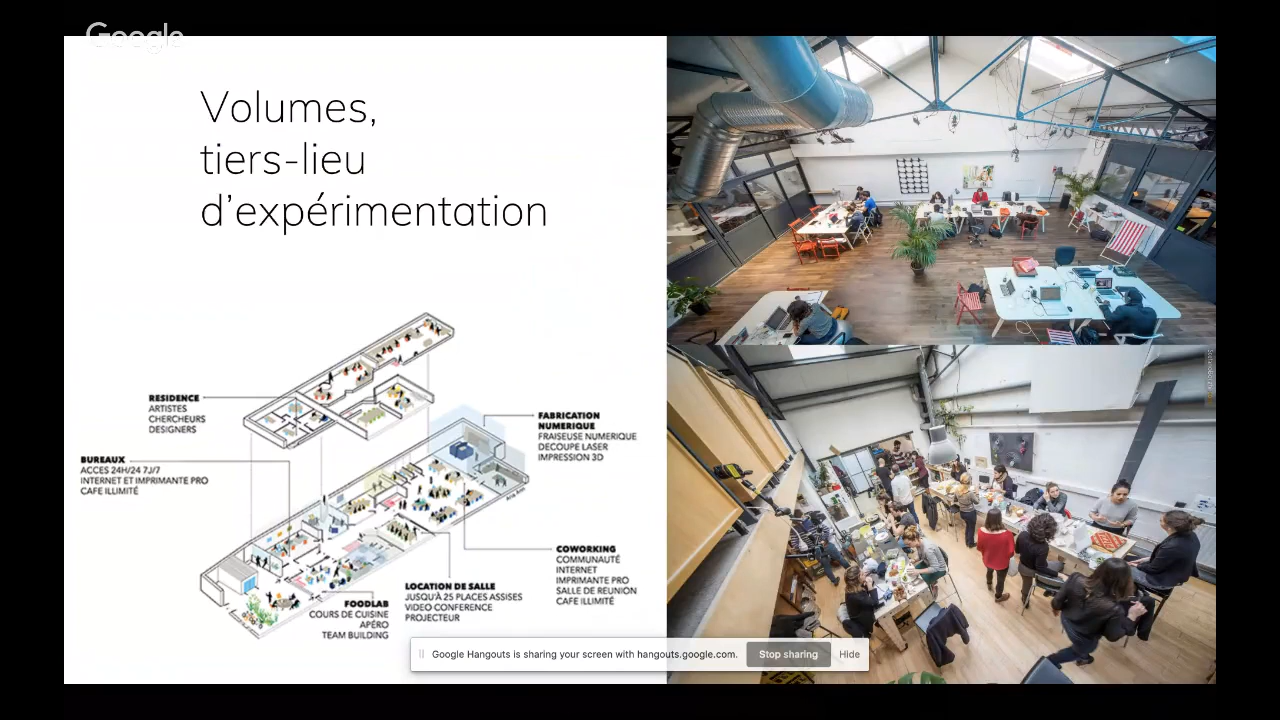 Google
Volumes,
tiers-lieu
d’expérimentation
RESIDENCE
ARTISTES
CHERCHEURS
DESIGNERS
BUREAUX
ACCES 24H/24 7J/7
INTERNET ET IMPRIMANTE PRO
CAFE ILLIMITÉ
FABRICATION
NUMERIQUE
FRAISEUSE NUMERIQUE
DECOUPE LASER
IMPRESSION 3D
COWORKING
COMMUNAUTÉ
INTERNET
IMPRIMANTE PRO
SALLE DE REUNION
CAFE ILLIMITÉ
LOCATION DE SALLE
JUSQU'À 25 PLACES ASSISES
VIDEO CONFERENCE
PROJECTEUR
FOODLAB
COURS DE CUISINE
APÉRO
TEAM BUILDING
Google Hangouts is sharing your screen with hangouts.google.com.
Stop sharing
Hide